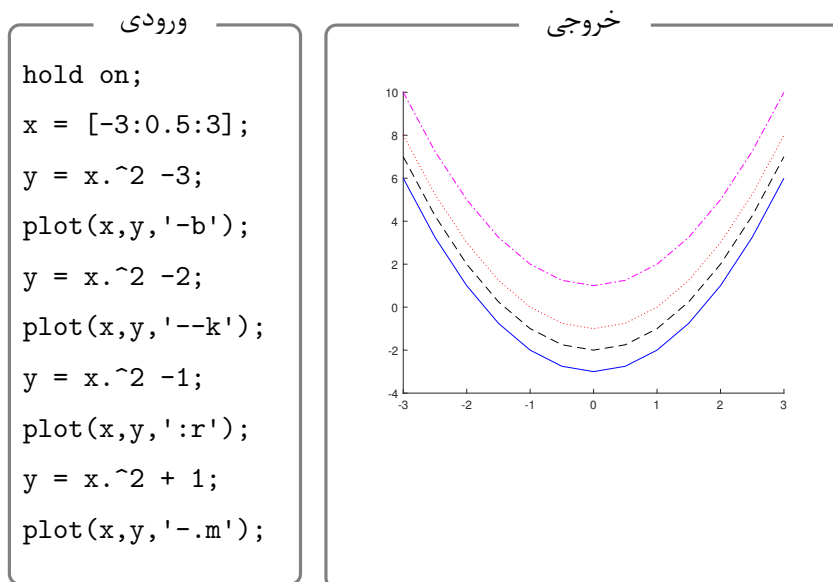 ورودی
hold on;
x = [-3:0.5:3];
y = x.^2 -3;
plot(x,y,'-b');
y = x.^2 -2;
plot(x,y,'--k');
y = x.^2 -1;
plot(x,y,':r');
y = x.^2 + 1;
plot(x,y,'-.m');
خروجی
10
8
6
4
2
0
-2
-4
-3 -2 -1 0 1 2 3